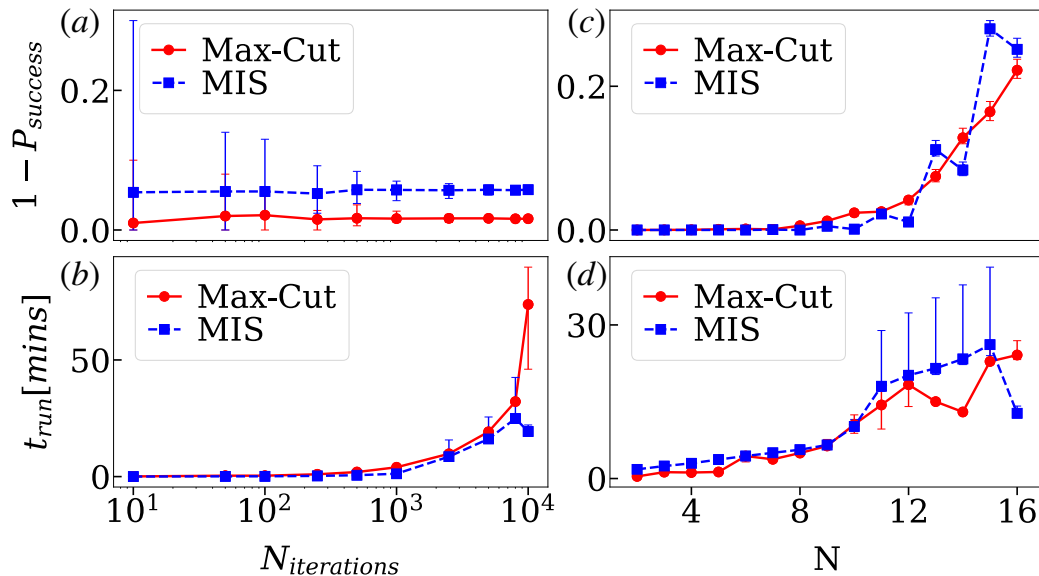 (a)
Max-Cut
MIS
0.2
0.0
1 − P_success
(c)
Max-Cut
MIS
0.2
0.0
(b)
Max-Cut
MIS
50
0
t_run[mins]
10^1
10^2
10^3
10^4
N_iterations
(d)
Max-Cut
MIS
30
0
4
8
12
16
N